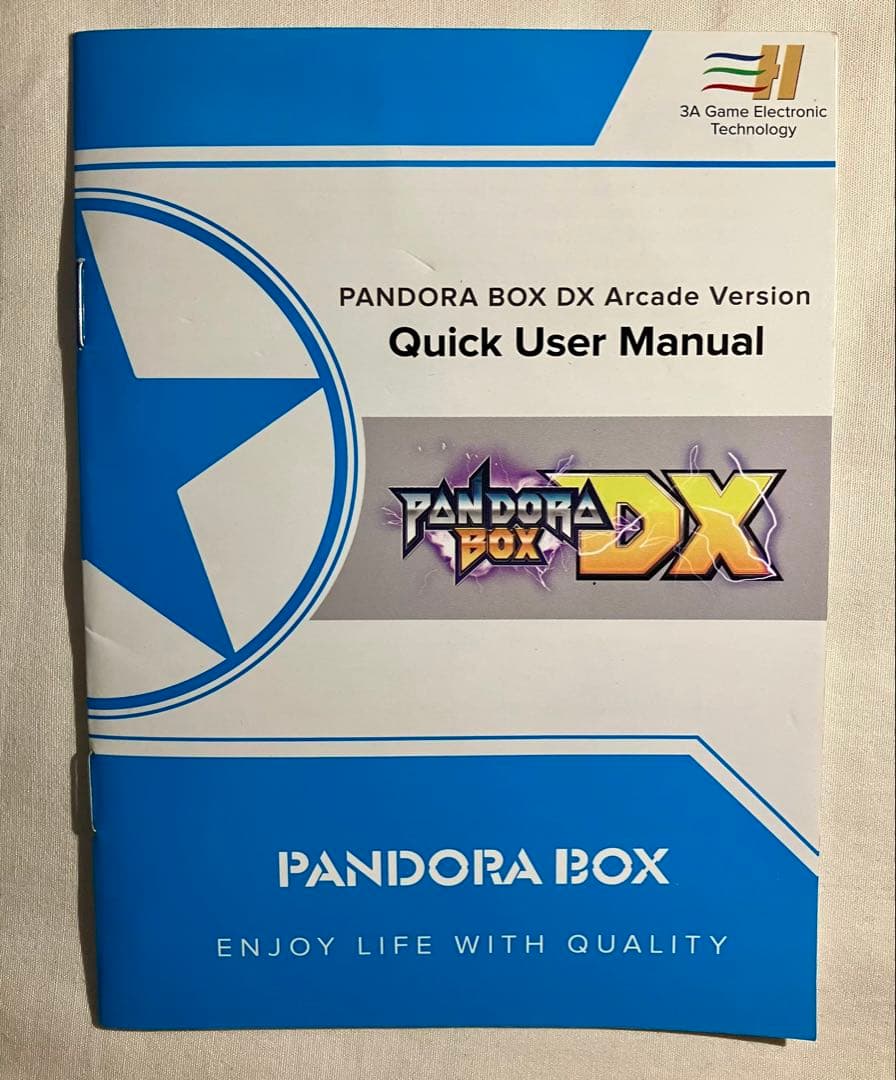 3A Game Electronic
Technology
PANDORA BOX DX Arcade Version
Quick User Manual
PANDORA
BOX
DX
PANDORA BOX
ENJOY LIFE WITH QUALITY